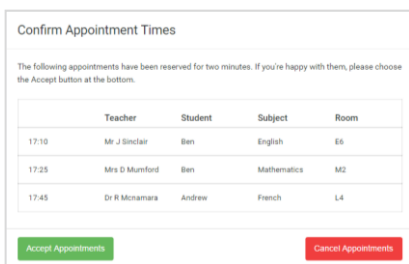 Confirm Appointment Times
The following appointments have been reserved for two minutes. If you're happy with them, please choose
the Accept button at the bottom.
Teacher Student Subject Room
17:10 Mr J Sinclair Ben English E6
17:25 Mrs D Mumford Ben Mathematics M2
17:45 Dr R Mcnamara Andrew French L4
Accept Appointments Cancel Appointments